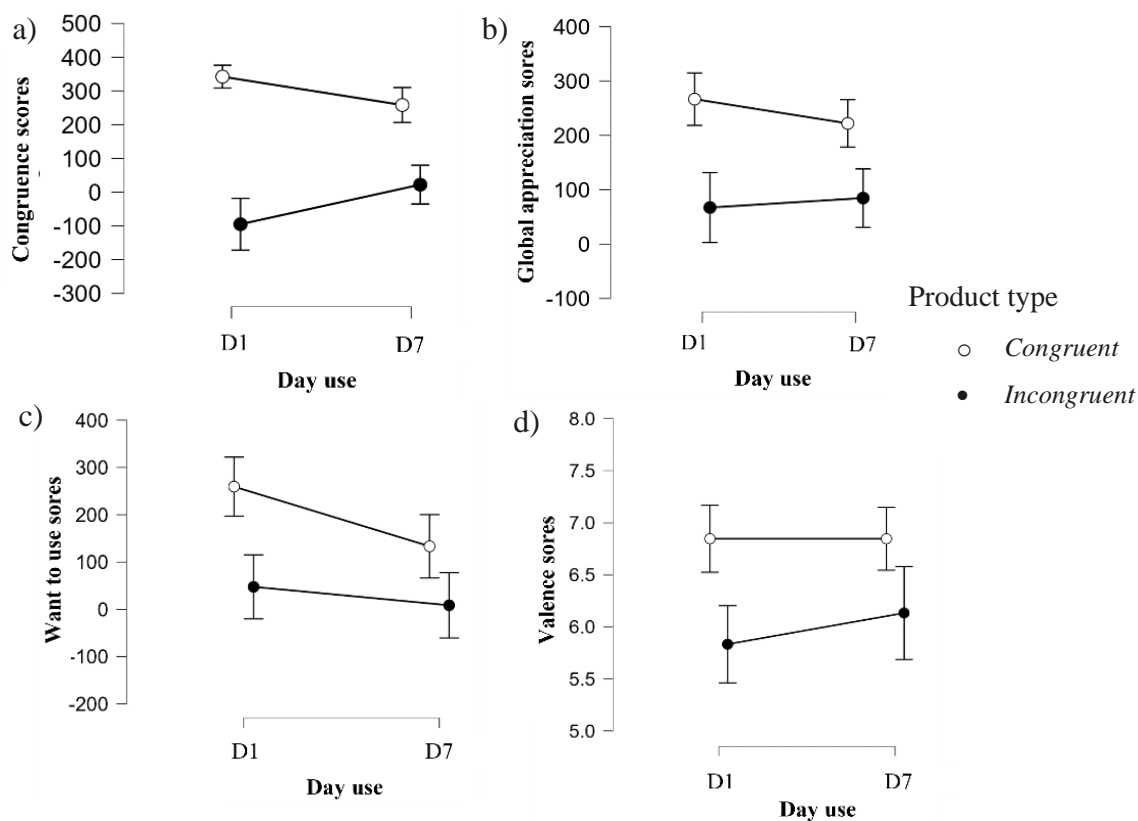 a)
Congruence scores
500
400
300
200
100
0
-100
-200
-300
D1
D7
Day use
b)
Global appreciation sores
400
300
200
100
0
-100
D1
D7
Day use
Product type
Congruent
Incongruent
c)
Want to use sores
400
300
200
100
0
-100
-200
D1
D7
Day use
d)
Valence sores
8.0
7.5
7.0
6.5
6.0
5.5
5.0
D1
D7
Day use